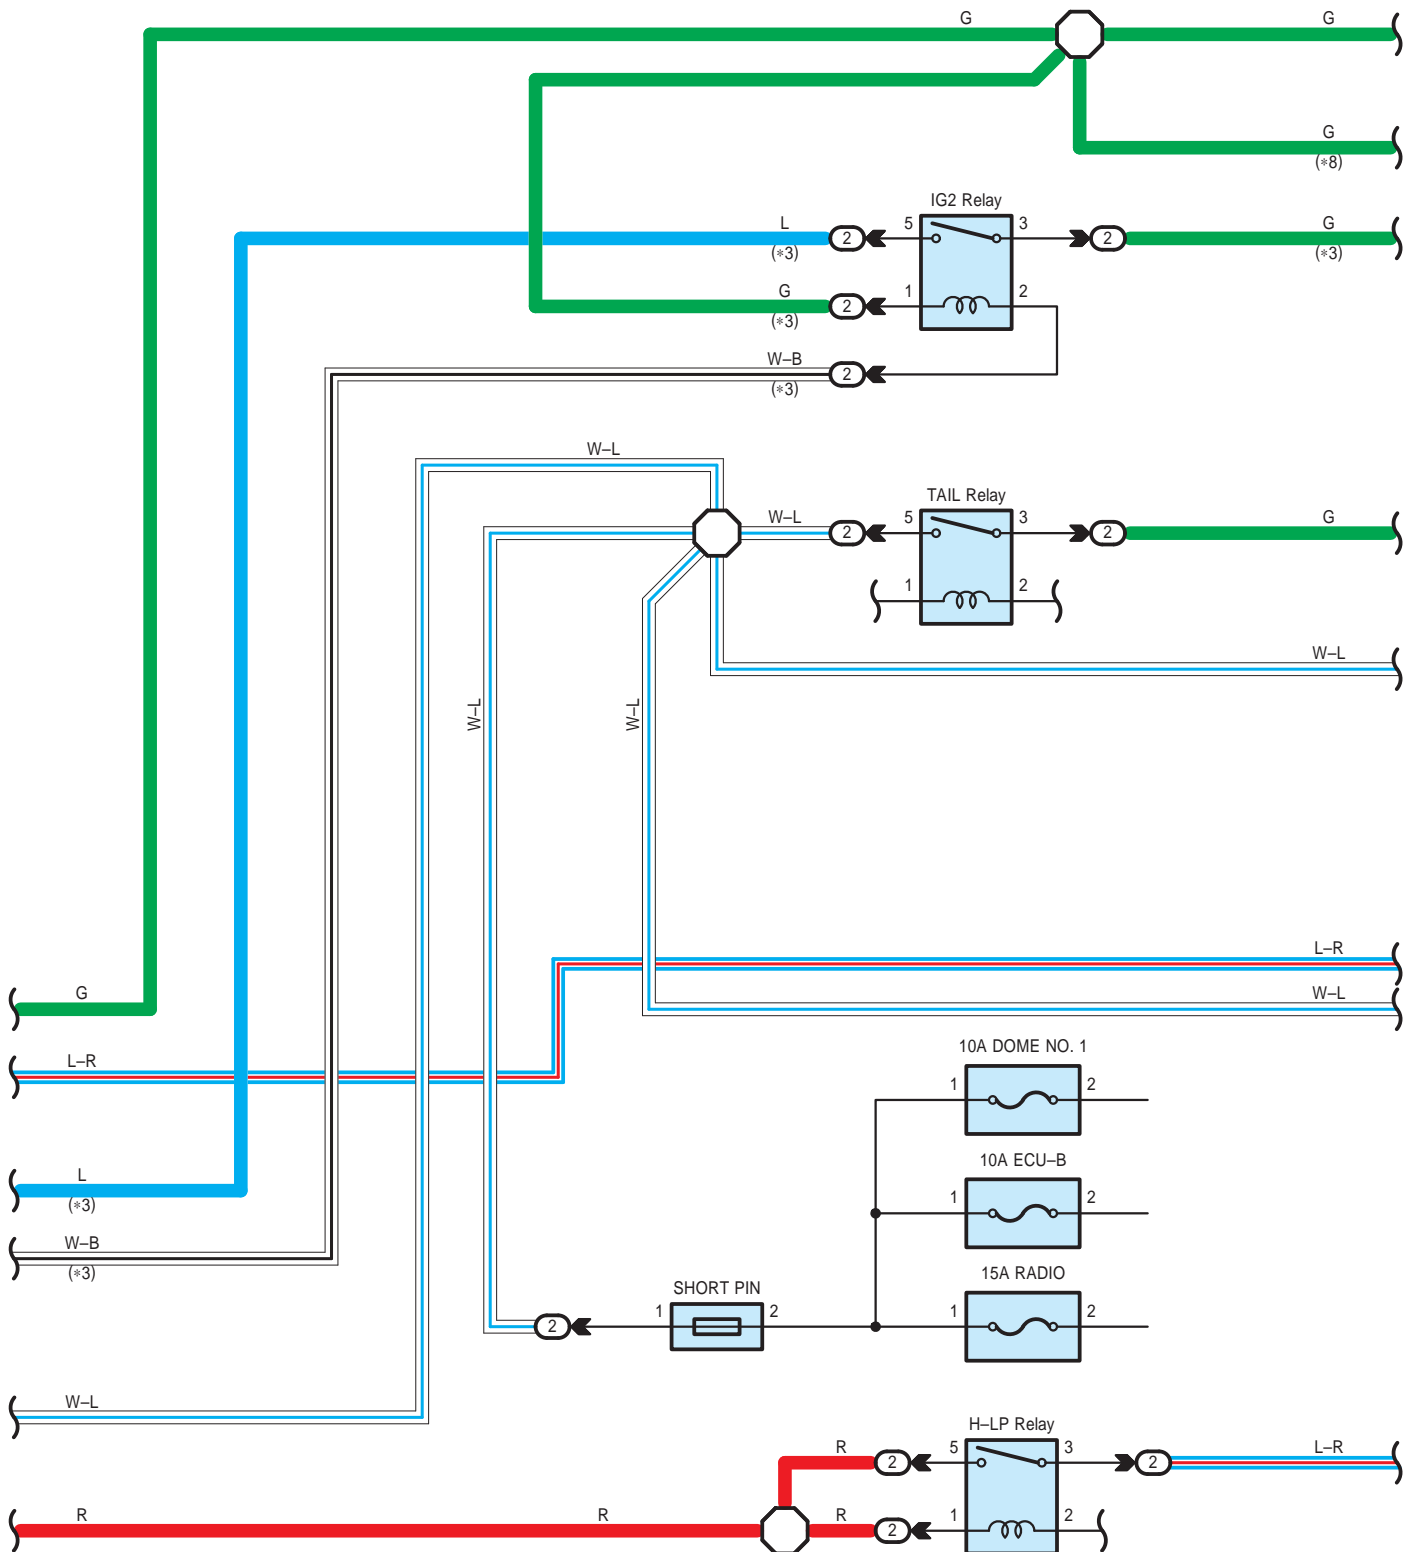 G G
G
(*8)
IG2 Relay
L 2 5 3 2 G
(*3) (*3)
G 2 1 2
(*3)
W–B 2
(*3)
W–L
TAIL Relay
W–L 2 5 3 2 G
1 2
W–L
W–L W–L
L–R
G W–L
10A DOME NO. 1
L–R
1 2
10A ECU–B
L 1 2
(*3)
W–B
(*3)
15A RADIO
SHORT PIN
2 1 2 1 2
W–L
H–LP Relay
R 2 5 3 2 L–R
R R R 2 1 2